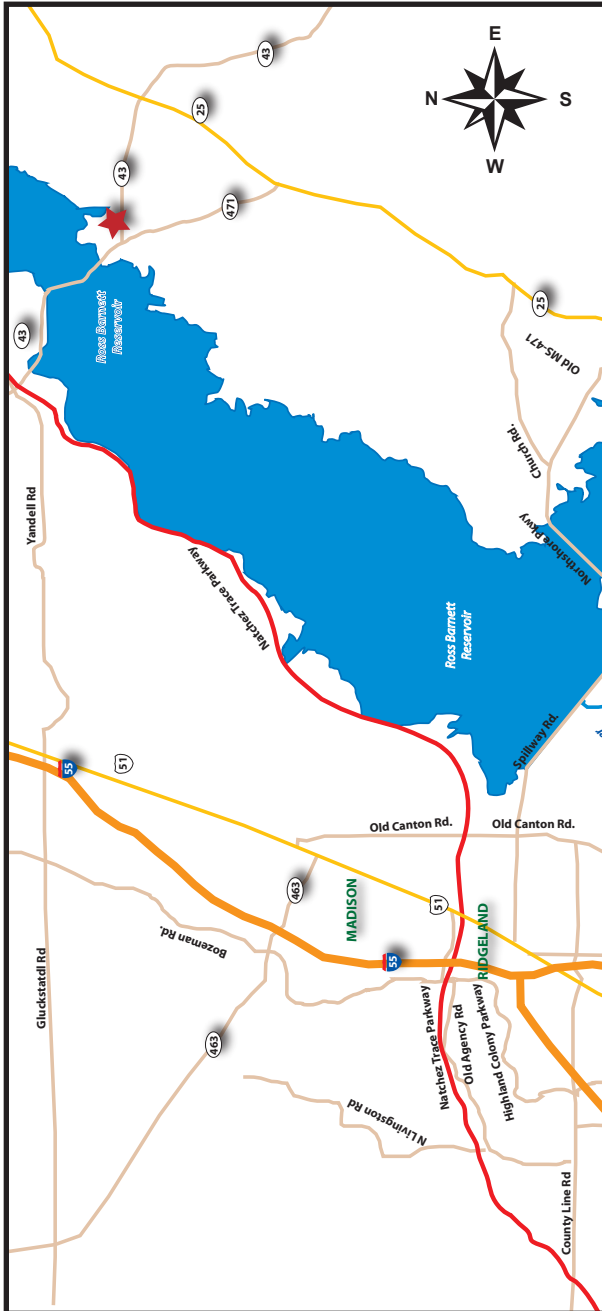 E
N
S
W
43
25
43
471
43
Ross Barnett
Reservoir
25
Old MS-471
Church Rd.
Yandell Rd
Northshore Pkwy
Natchez Trace Parkway
Ross Barnett
Reservoir
Spillway Rd.
55
51
Old Canton Rd.
Old Canton Rd.
463
MADISON
51
RIDGELAND
Bozeman Rd.
55
Gluckstatdl Rd
463
Natchez Trace Parkway
Old Agency Rd
Highland Colony Parkway
N Livingston Rd
County Line Rd